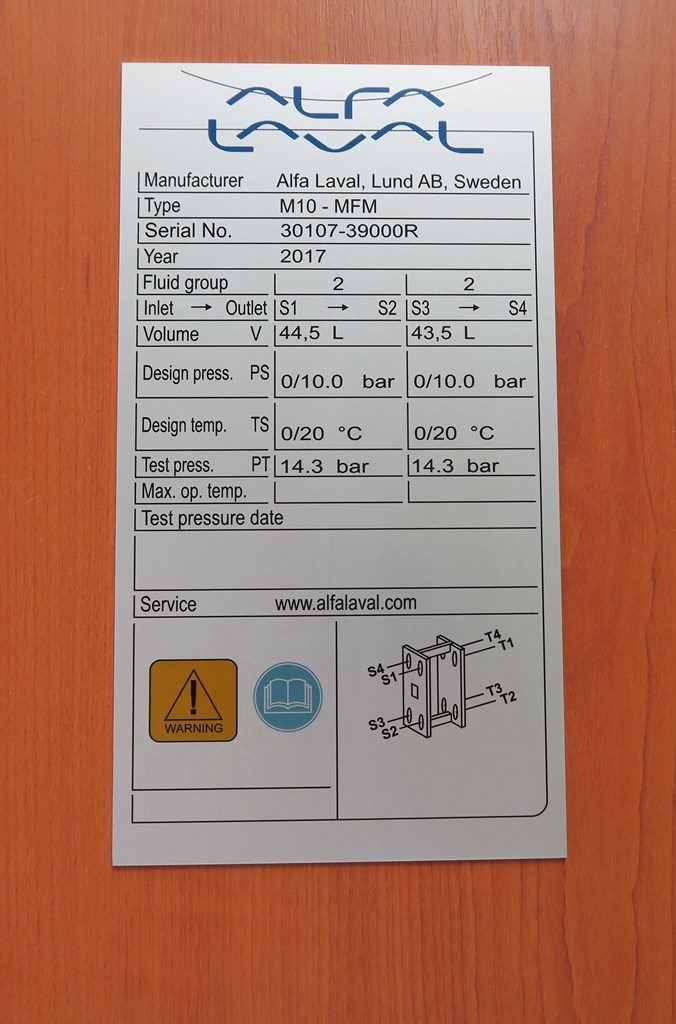 ALFA
LAVAL
Manufacturer Alfa Laval, Lund AB, Sweden
Type M10 - MFM
Serial No. 30107-39000R
Year 2017
Fluid group 2 2
Inlet → Outlet S1 → S2 S3 → S4
Volume V 44,5 L 43,5 L
Design press. PS 0/10.0 bar 0/10.0 bar
Design temp. TS 0/20 °C 0/20 °C
Test press. PT 14.3 bar 14.3 bar
Max. op. temp.
Test pressure date
Service www.alfalaval.com
WARNING
S4 T4
S1 T1
S3 T3
S2 T2